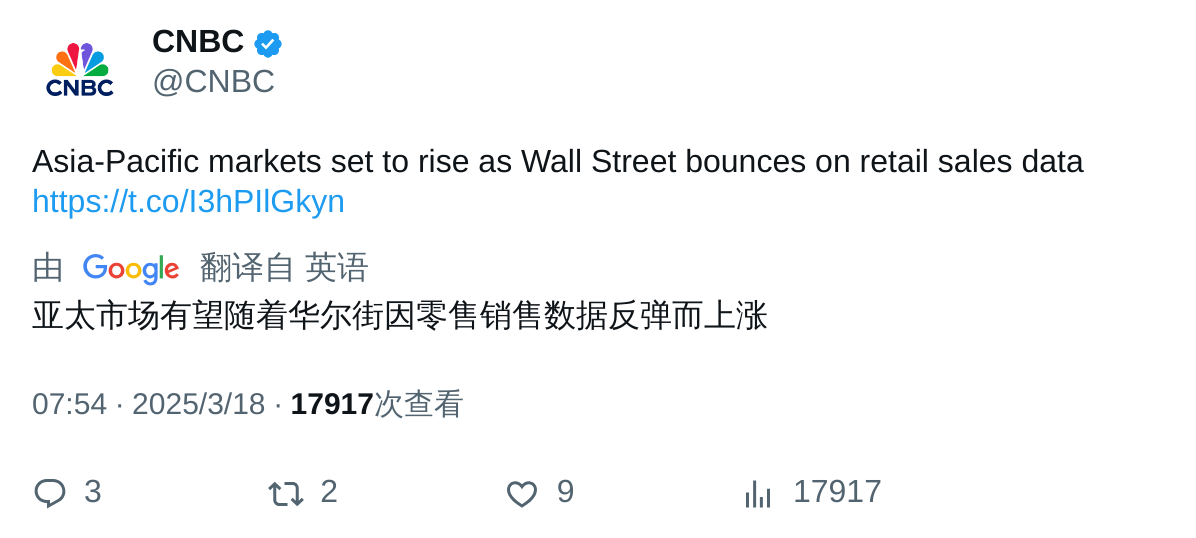 CNBC
CNBC
@CNBC
Asia-Pacific markets set to rise as Wall Street bounces on retail sales data
https://t.co/I3hPIlGkyn
由 Google 翻译自 英语
亚太市场有望随着华尔街因零售销售数据反弹而上涨
07:54 · 2025/3/18 · 17917次查看
3 2 9 17917